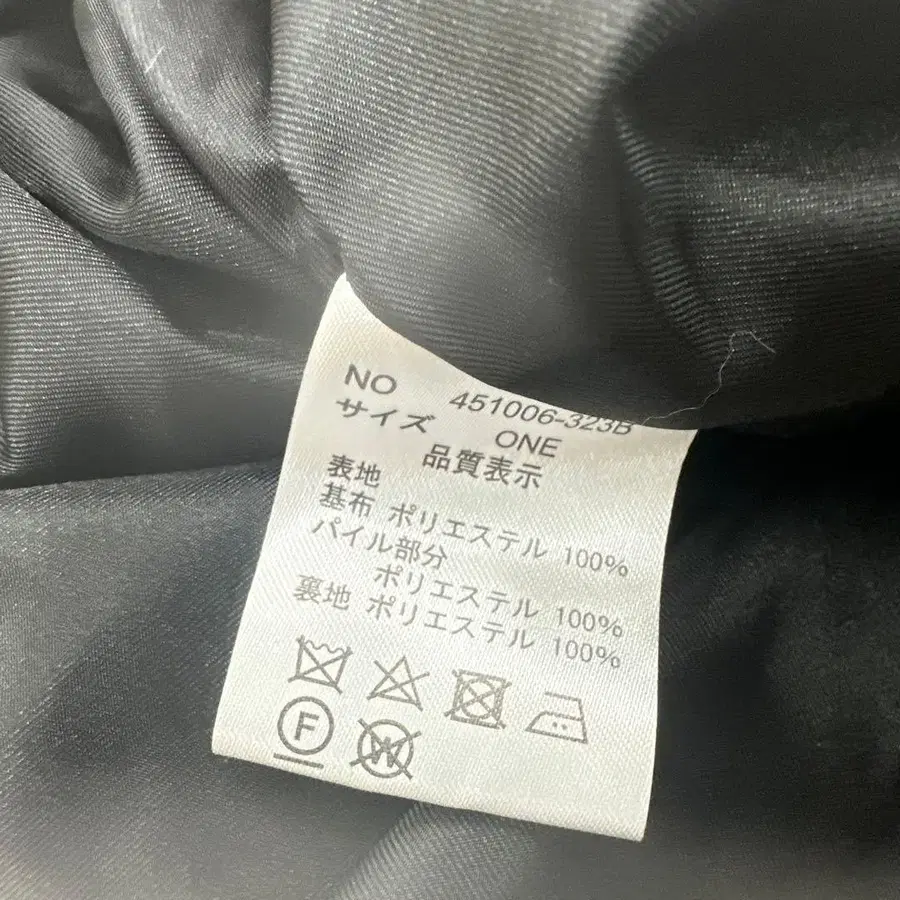 NO 451006-323B
サイズ ONE
品質表示
表地
基布 ポリエステル 100%
パイル部分
ポリエステル 100%
裏地 ポリエステル 100%
F W